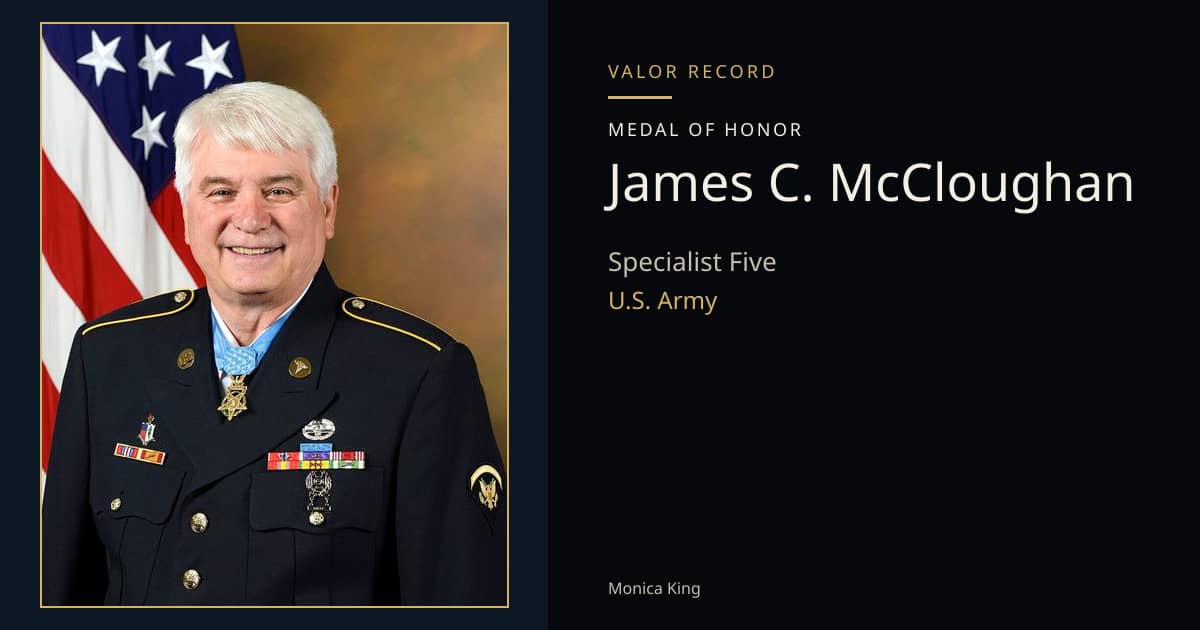 VALOR RECORD
MEDAL OF HONOR
James C. McCloughan
Specialist Five
U.S. Army
Monica King